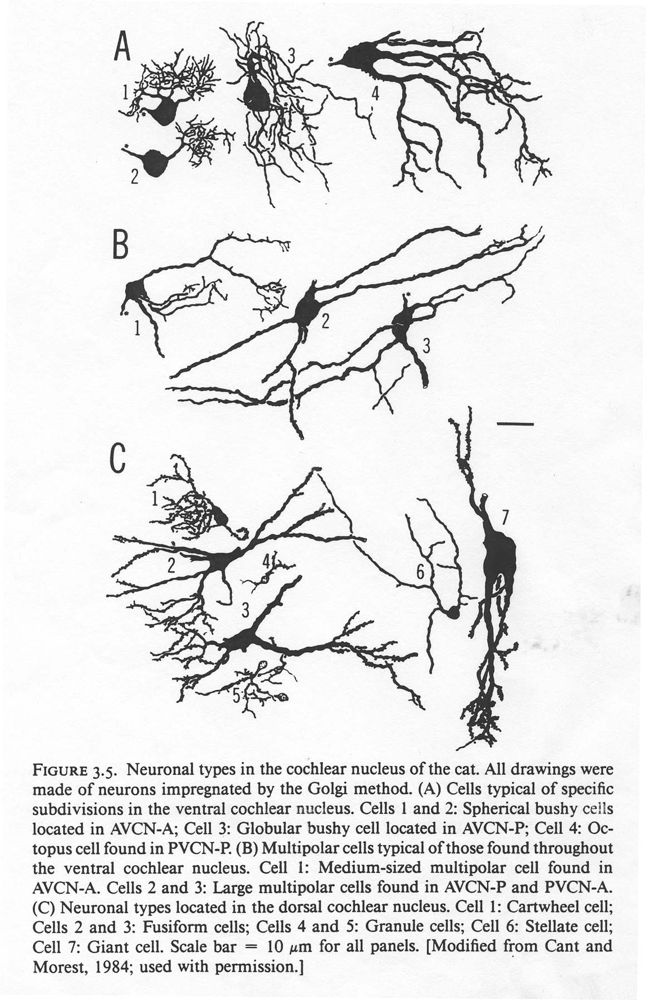 A
1
2
3
4
B
1
2
3
C
1
2
3
4
5
6
7
FIGURE 3.5. Neuronal types in the cochlear nucleus of the cat. All drawings were
made of neurons impregnated by the Golgi method. (A) Cells typical of specific
subdivisions in the ventral cochlear nucleus. Cells 1 and 2: Spherical bushy cells
located in AVCN-A; Cell 3: Globular bushy cell located in AVCN-P; Cell 4: Oc-
topus cell found in PVCN-P. (B) Multipolar cells typical of those found throughout
the ventral cochlear nucleus. Cell 1: Medium-sized multipolar cell found in
AVCN-A. Cells 2 and 3: Large multipolar cells found in AVCN-P and PVCN-A.
(C) Neuronal types located in the dorsal cochlear nucleus. Cell 1: Cartwheel cell;
Cells 2 and 3: Fusiform cells; Cells 4 and 5: Granule cells; Cell 6: Stellate cell;
Cell 7: Giant cell. Scale bar = 10 μm for all panels. [Modified from Cant and
Morest, 1984; used with permission.]